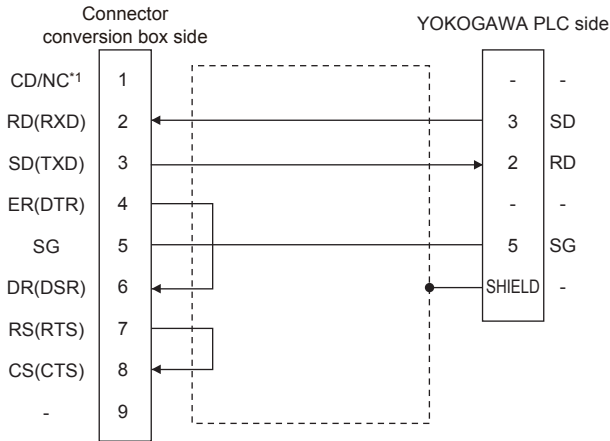 Connector
conversion box side
YOKOGAWA PLC side
CD/NC*1 1 - -
RD(RXD) 2 3 SD
SD(TXD) 3 2 RD
ER(DTR) 4 - -
SG 5 5 SG
DR(DSR) 6 SHIELD -
RS(RTS) 7
CS(CTS) 8
- 9